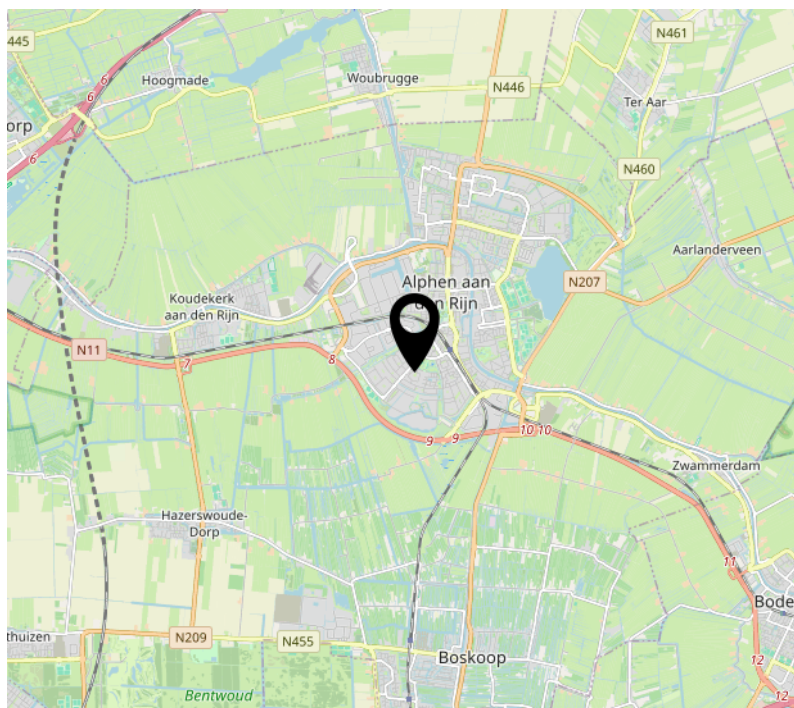 N461
445
Hoogmade
Woubrugge
6
N446
6
Ter Aar
orp
6
N460
Aarlanderveen
Alphen aan
den Rijn
N207
Koudekerk
aan den Rijn
N11
7
8
9
9
10
10
Zwammerdam
Hazerswoude-
Dorp
11
Bode
N209
N455
thuizen
Boskoop
12
12
Bentwoud